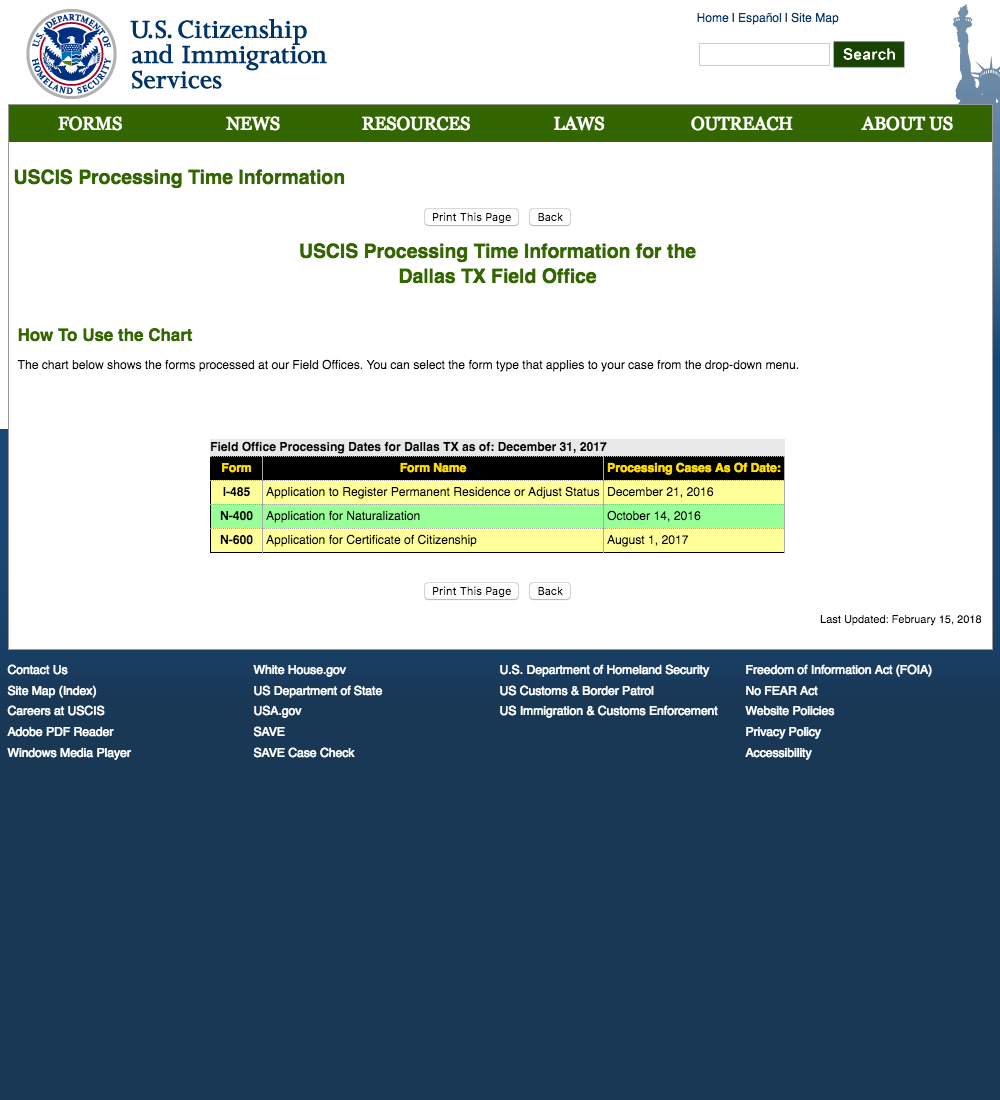 U.S. DEPARTMENT OF
HOMELAND SECURITY
U.S. Citizenship
and Immigration
Services
Home | Español | Site Map
Search
FORMS NEWS RESOURCES LAWS OUTREACH ABOUT US
USCIS Processing Time Information
Print This Page Back
USCIS Processing Time Information for the
Dallas TX Field Office
How To Use the Chart
The chart below shows the forms processed at our Field Offices. You can select the form type that applies to your case from the drop-down menu.
Field Office Processing Dates for Dallas TX as of: December 31, 2017
Form Form Name Processing Cases As Of Date:
I-485 Application to Register Permanent Residence or Adjust Status December 21, 2016
N-400 Application for Naturalization October 14, 2016
N-600 Application for Certificate of Citizenship August 1, 2017
Print This Page Back
Last Updated: February 15, 2018
Contact Us White House.gov U.S. Department of Homeland Security Freedom of Information Act (FOIA)
Site Map (Index) US Department of State US Customs & Border Patrol No FEAR Act
Careers at USCIS USA.gov US Immigration & Customs Enforcement Website Policies
Adobe PDF Reader SAVE Privacy Policy
Windows Media Player SAVE Case Check Accessibility